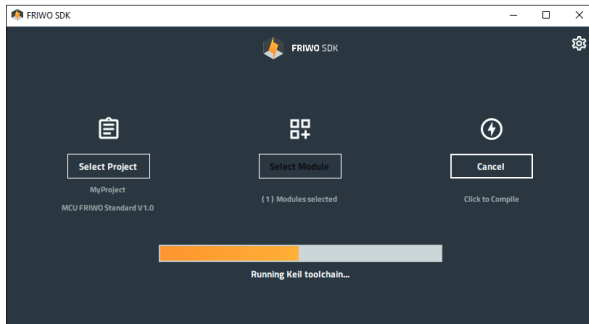 FRIWO SDK
FRIWO SDK
Select Project
Select Module
Cancel
MyProject
MCU FRIWO Standard V1.0
(1) Modules selected
Click to Compile
Running Keil toolchain...